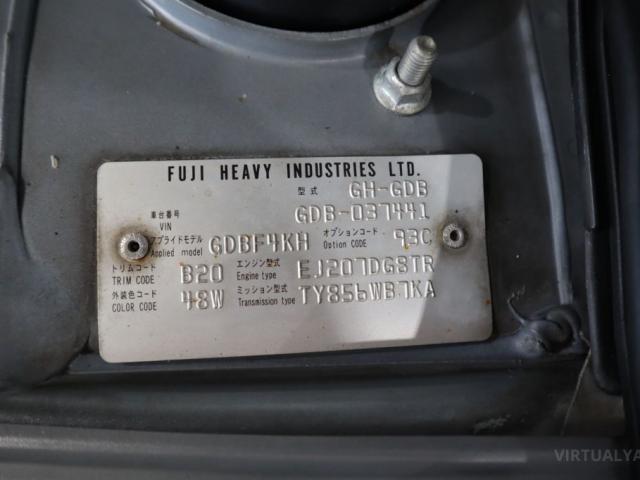 FUJI HEAVY INDUSTRIES LTD.
型式 GH-GDB
車台番号 VIN GDB-037441
アプライドモデル Applied model GDBF4KH オプションコード Option CODE 93C
トリムコード TRIM CODE B20 エンジン型式 Engine type EJ207DG8TR
外装色コード COLOR CODE 48W ミッション型式 Transmission type TY856WB7KA
VIRTUALYA